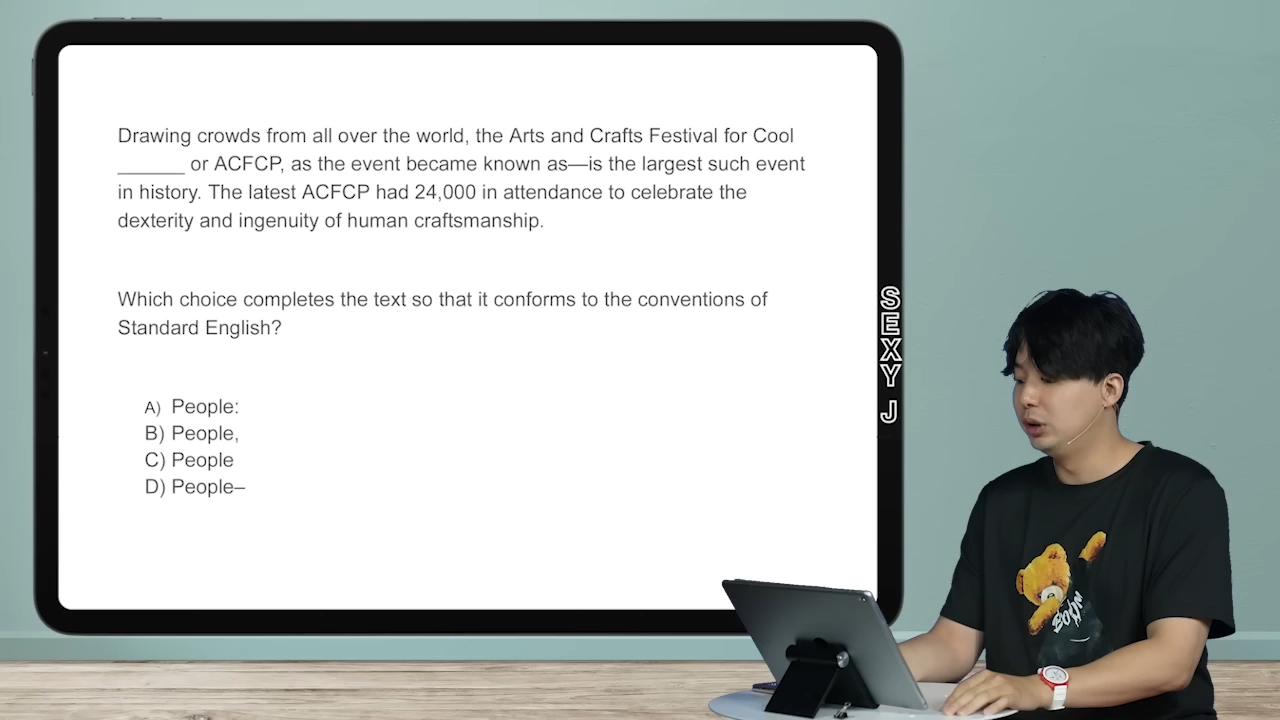 Drawing crowds from all over the world, the Arts and Crafts Festival for Cool
______ or ACFCP, as the event became known as—is the largest such event
in history. The latest ACFCP had 24,000 in attendance to celebrate the
dexterity and ingenuity of human craftsmanship.
Which choice completes the text so that it conforms to the conventions of
Standard English?
A) People:
B) People,
C) People
D) People–
SEXY J